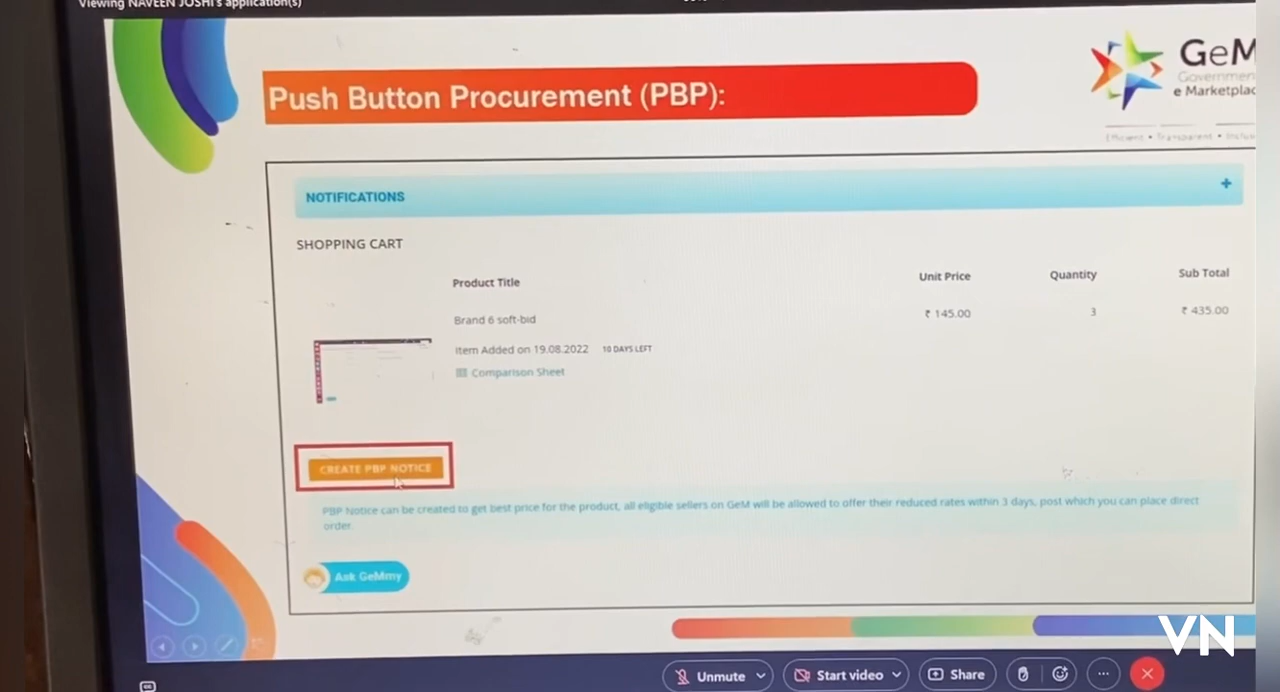 Viewing NAVEEN JOSHI's application(s)
GeM
Government
e Marketplac
Push Button Procurement (PBP):
Efficient • Transparent • Inclus
NOTIFICATIONS +
SHOPPING CART
Product Title Unit Price Quantity Sub Total
Brand 6 soft-bid ₹ 145.00 3 ₹ 435.00
Item Added on 19.08.2022 10 DAYS LEFT
Comparison Sheet
CREATE PBP NOTICE
PBP Notice can be created to get best price for the product, all eligible sellers on GeM will be allowed to offer their reduced rates within 3 days, post which you can place direct
order.
Ask GeMmy
VN
Unmute Start video Share